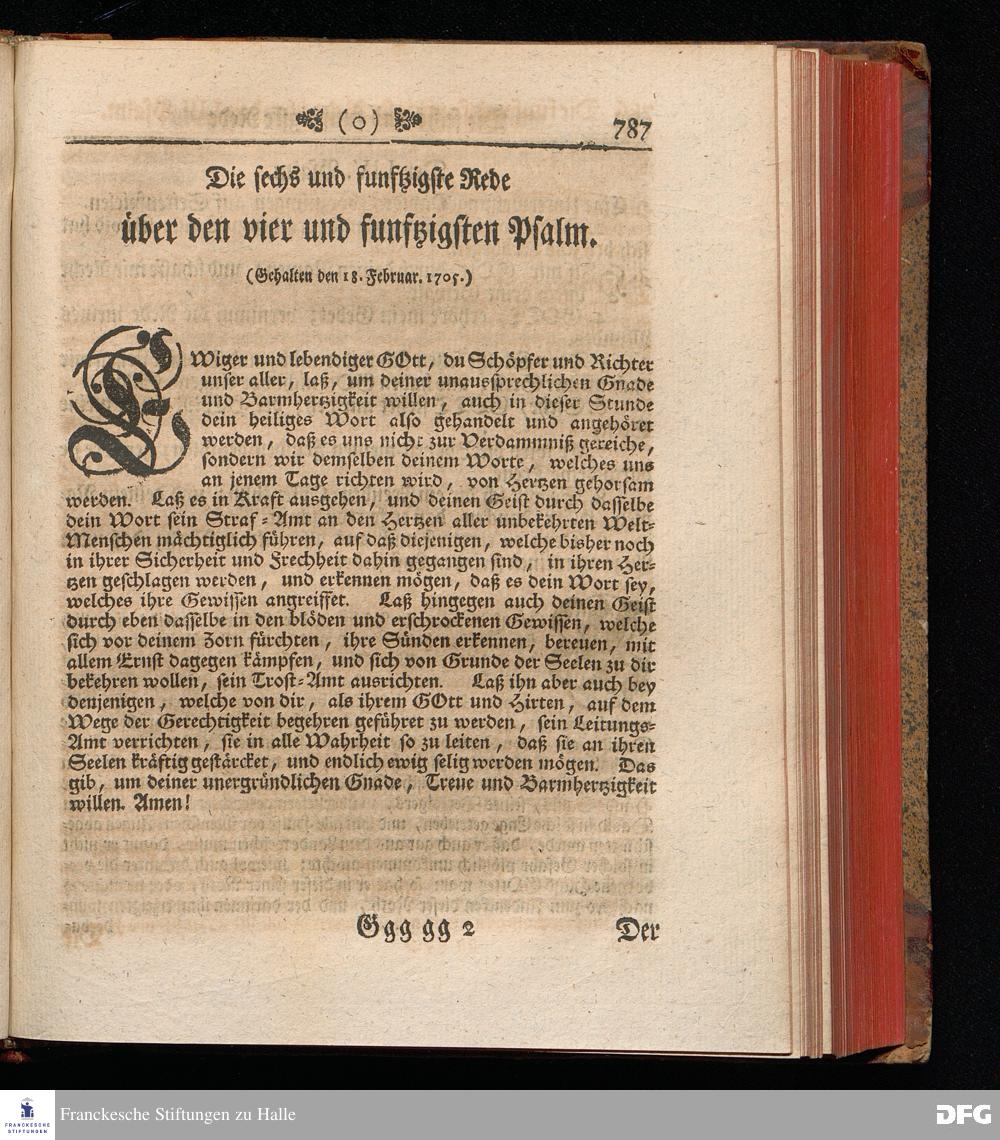 (o) 787
Die sechs und funftzigste Rede
über den vier und funftzigsten Psalm.
(Gehalten den 18. Februar. 1705.)
EWiger und lebendiger GOtt, du Schöpfer und Richter
unser aller, laß, um deiner unaussprechlichen Gnade
und Barmhertzigkeit willen, auch in dieser Stunde
dein heiliges Wort also gehandelt und angehöret
werden, daß es uns nicht zur Verdammniß gereiche,
sondern wir demselben deinem Worte, welches uns
an jenem Tage richten wird, von Hertzen gehorsam
werden. Laß es in Kraft ausgehen, und deinen Geist durch dasselbe
dein Wort sein Straf-Amt an den Hertzen aller unbekehrten Welt-
Menschen mächtiglich führen, auf daß diejenigen, welche bisher noch
in ihrer Sicherheit und Frechheit dahin gegangen sind, in ihren Her-
tzen geschlagen werden, und erkennen mögen, daß es dein Wort sey,
welches ihre Gewissen angreiffet. Laß hingegen auch deinen Geist
durch eben dasselbe in den blöden und erschrockenen Gewissen, welche
sich vor deinem Zorn fürchten, ihre Sünden erkennen, bereuen, mit
allem Ernst dagegen kämpfen, und sich von Grunde der Seelen zu dir
bekehren wollen, sein Trost-Amt ausrichten. Laß ihn aber auch bey
denjenigen, welche von dir, als ihrem GOtt und Hirten, auf dem
Wege der Gerechtigkeit begehren geführet zu werden, sein Leitungs-
Amt verrichten, sie in alle Wahrheit so zu leiten, daß sie an ihren
Seelen kräftig gestärcket, und endlich ewig selig werden mögen. Das
gib, um deiner unergründlichen Gnade, Treue und Barmhertzigkeit
willen. Amen!
Ggg gg 2 Der
FRANCKESCHE
STIFTUNGEN
Franckesche Stiftungen zu Halle
DFG